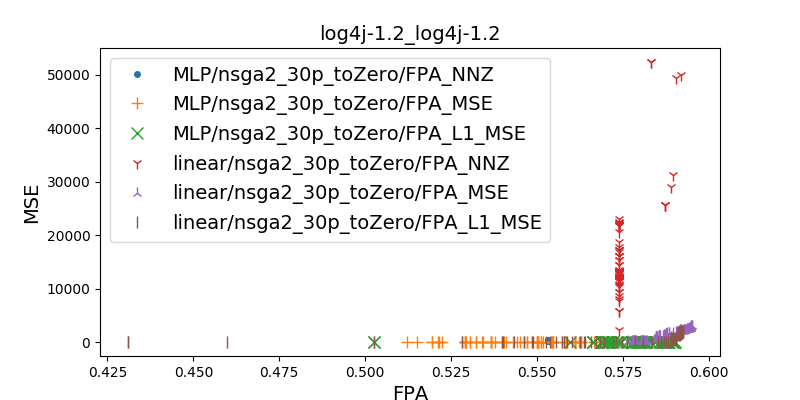 log4j-1.2_log4j-1.2
MSE
50000
40000
30000
20000
10000
0
MLP/nsga2_30p_toZero/FPA_NNZ
MLP/nsga2_30p_toZero/FPA_MSE
MLP/nsga2_30p_toZero/FPA_L1_MSE
linear/nsga2_30p_toZero/FPA_NNZ
linear/nsga2_30p_toZero/FPA_MSE
linear/nsga2_30p_toZero/FPA_L1_MSE
0.425 0.450 0.475 0.500 0.525 0.550 0.575 0.600
FPA